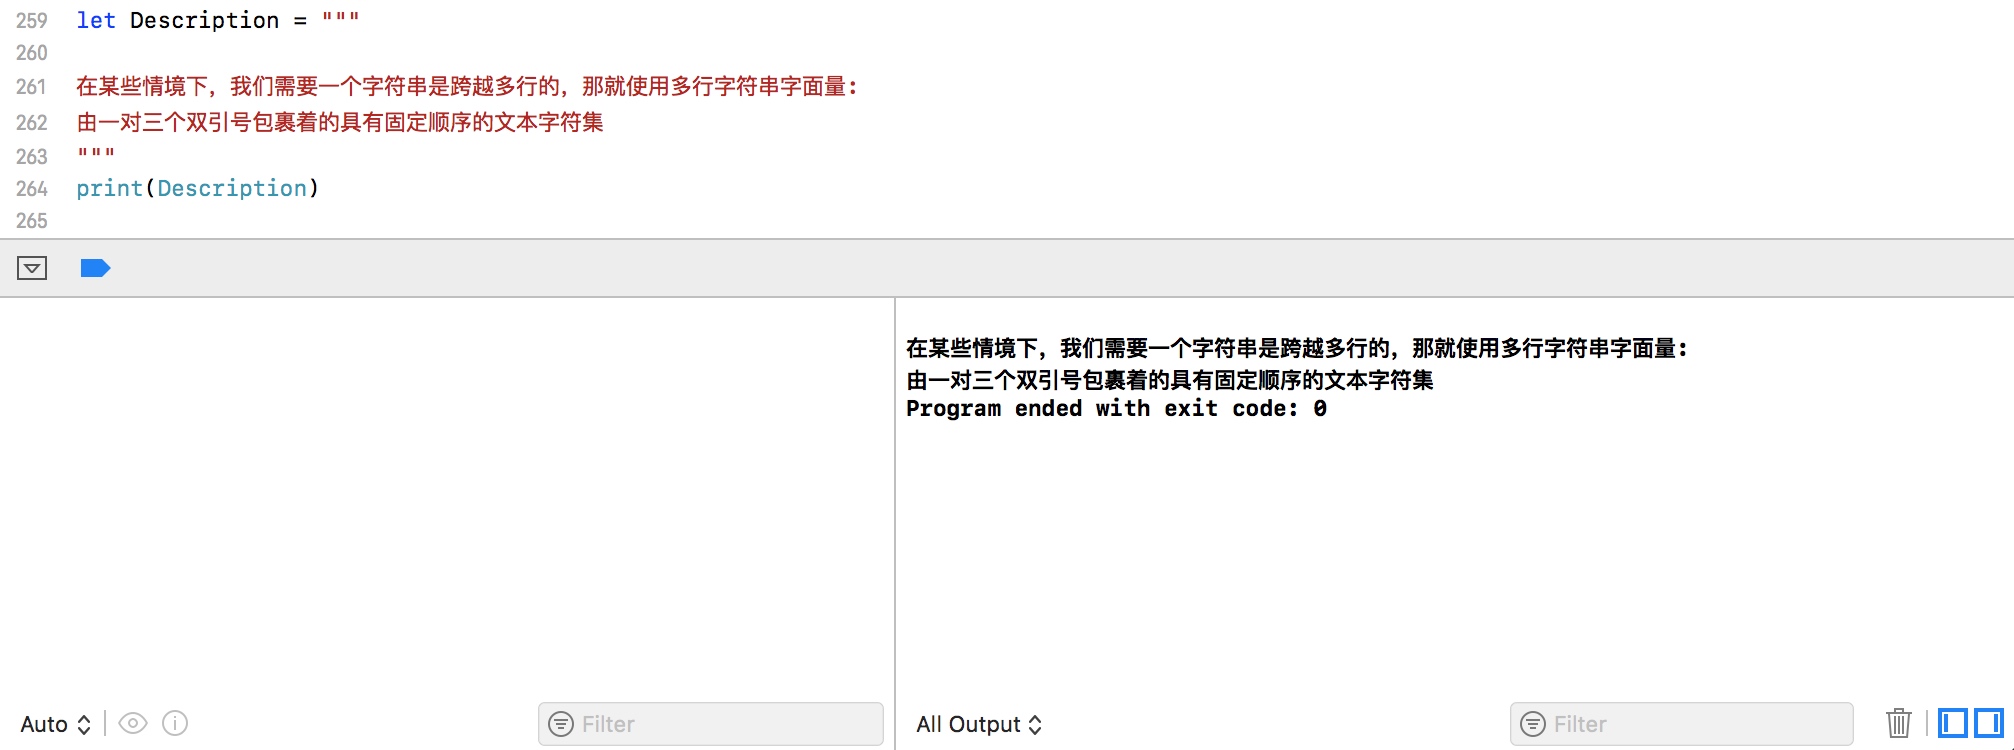 259 let Description = """
260
261 在某些情境下，我们需要一个字符串是跨越多行的，那就使用多行字符串字面量：
262 由一对三个双引号包裹着的具有固定顺序的文本字符集
263 """
264 print(Description)
265
在某些情境下，我们需要一个字符串是跨越多行的，那就使用多行字符串字面量：
由一对三个双引号包裹着的具有固定顺序的文本字符集
Program ended with exit code: 0
Auto Filter All Output Filter